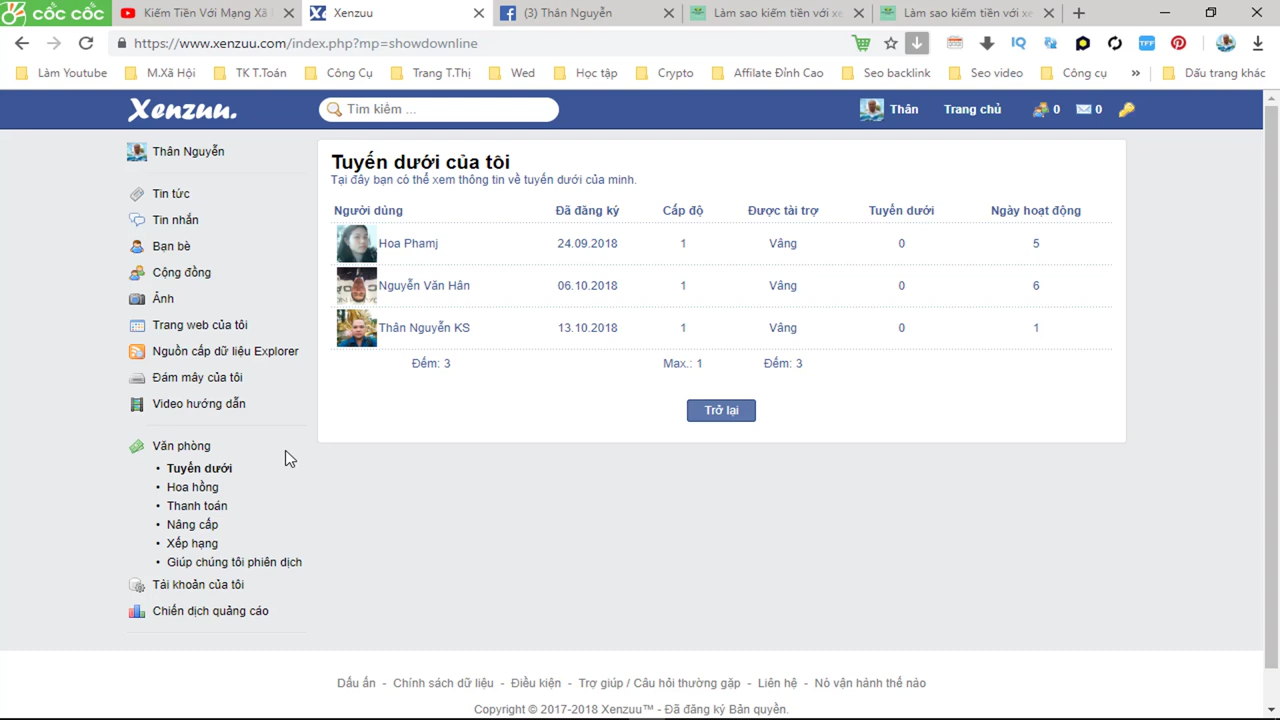 cốc cốc
Kiếm Tiền Với Mạng Xã
Xenzuu
(3) Thân Nguyễn
Làm sao kiếm tiền với xe
Làm sao kiếm tiền với xe
https://www.xenzuu.com/index.php?mp=showdownline
Làm Youtube
M.Xã Hội
TK T.Toán
Công Cụ
Trang T.Thị
Wed
Học tập
Crypto
Affilate Đỉnh Cao
Seo backlink
Seo video
Công cụ
»
Dấu trang khác
Xenzuu.
Tìm kiếm ...
Thân
Trang chủ
0
0
Thân Nguyễn
Tin tức
Tin nhắn
Bạn bè
Cộng đồng
Ảnh
Trang web của tôi
Nguồn cấp dữ liệu Explorer
Đám mây của tôi
Video hướng dẫn
Văn phòng
• Tuyến dưới
• Hoa hồng
• Thanh toán
• Nâng cấp
• Xếp hạng
• Giúp chúng tôi phiên dịch
Tài khoản của tôi
Chiến dịch quảng cáo
Tuyến dưới của tôi
Tại đây bạn có thể xem thông tin về tuyến dưới của mình.
Người dùng Đã đăng ký Cấp độ Được tài trợ Tuyến dưới Ngày hoạt động
Hoa Phamj 24.09.2018 1 Vâng 0 5
Nguyễn Văn Hân 06.10.2018 1 Vâng 0 6
Thân Nguyễn KS 13.10.2018 1 Vâng 0 1
Đếm: 3 Max.: 1 Đếm: 3
Trở lại
Dấu ấn - Chính sách dữ liệu - Điều kiện - Trợ giúp / Câu hỏi thường gặp - Liên hệ - Nó vận hành thế nào
Copyright © 2017-2018 Xenzuu™ - Đã đăng ký Bản quyền.